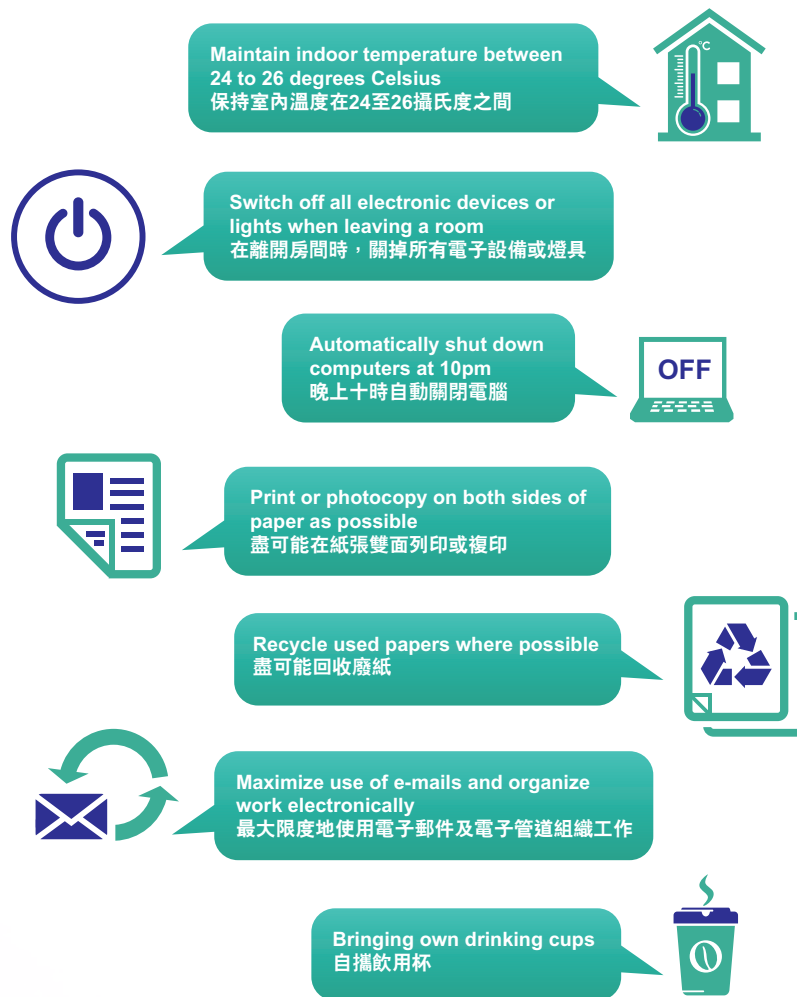 Maintain indoor temperature between
24 to 26 degrees Celsius
保持室內溫度在24至26攝氏度之間
°C
Switch off all electronic devices or
lights when leaving a room
在離開房間時，關掉所有電子設備或燈具
Automatically shut down
computers at 10pm
晚上十時自動關閉電腦
OFF
Print or photocopy on both sides of
paper as possible
盡可能在紙張雙面列印或複印
Recycle used papers where possible
盡可能回收廢紙
Maximize use of e-mails and organize
work electronically
最大限度地使用電子郵件及電子管道組織工作
Bringing own drinking cups
自攜飲用杯